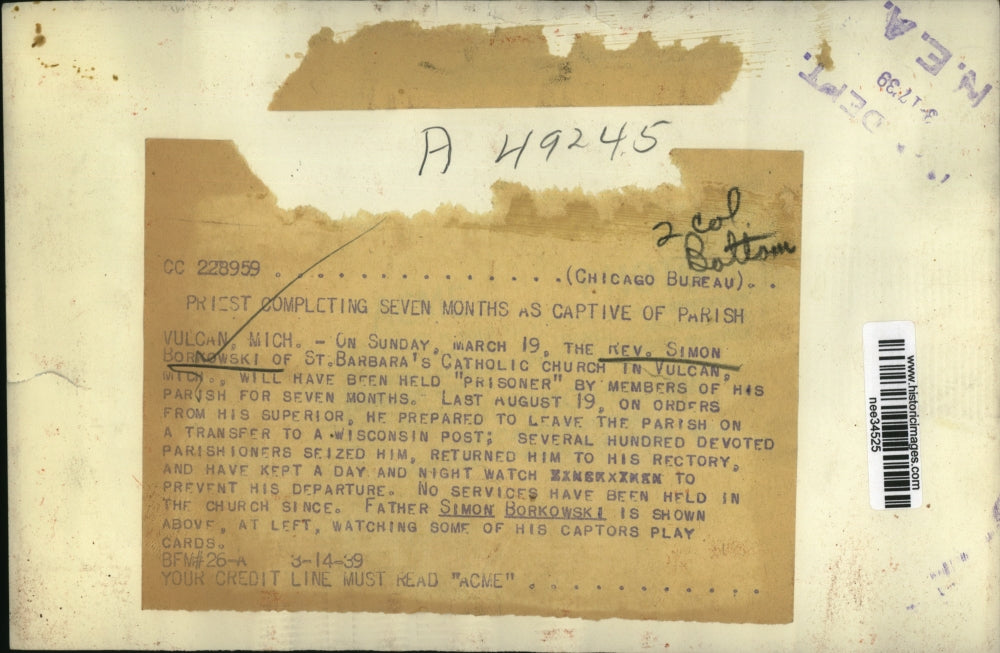 N.E.A.
3-17-39
DEPT.
A 49245
2 col
Bottom
CC 228959 . . . . . . . . . . . . . . . . . . (CHICAGO BUREAU). . .
PRIEST COMPLETING SEVEN MONTHS AS CAPTIVE OF PARISH
VULCAN, MICH. - ON SUNDAY, MARCH 19, THE REV. SIMON
BORKOWSKI OF ST.BARBARA'S CATHOLIC CHURCH IN VULCAN,
MICH., WILL HAVE BEEN HELD "PRISONER" BY MEMBERS OF HIS
PARISH FOR SEVEN MONTHS. LAST AUGUST 19, ON ORDERS
FROM HIS SUPERIOR, HE PREPARED TO LEAVE THE PARISH ON
A TRANSFER TO A WISCONSIN POST; SEVERAL HUNDRED DEVOTED
PARISHIONERS SEIZED HIM, RETURNED HIM TO HIS RECTORY,
AND HAVE KEPT A DAY AND NIGHT WATCH TO
PREVENT HIS DEPARTURE. NO SERVICES HAVE BEEN HELD IN
THE CHURCH SINCE. FATHER SIMON BORKOWSKI IS SHOWN
ABOVE, AT LEFT, WATCHING SOME OF HIS CAPTORS PLAY
CARDS.
BFM#26-A 3-14-39
YOUR CREDIT LINE MUST READ "ACME" . . . . . . . . . . .
www.historicimages.com
nee34525